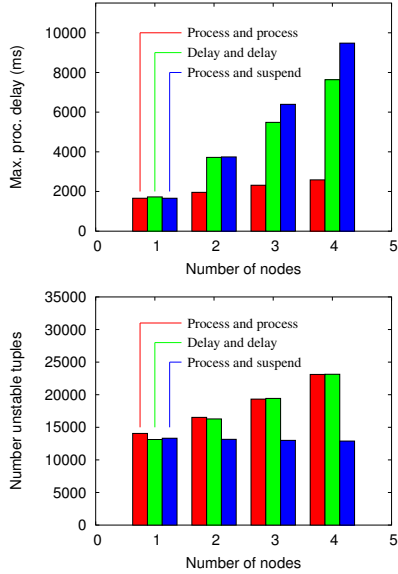 10000
8000
6000
4000
2000
0
Max. proc. delay (ms)
Process and process
Delay and delay
Process and suspend
0 1 2 3 4 5
Number of nodes
35000
30000
25000
20000
15000
10000
5000
0
Number unstable tuples
Process and process
Delay and delay
Process and suspend
0 1 2 3 4 5
Number of nodes